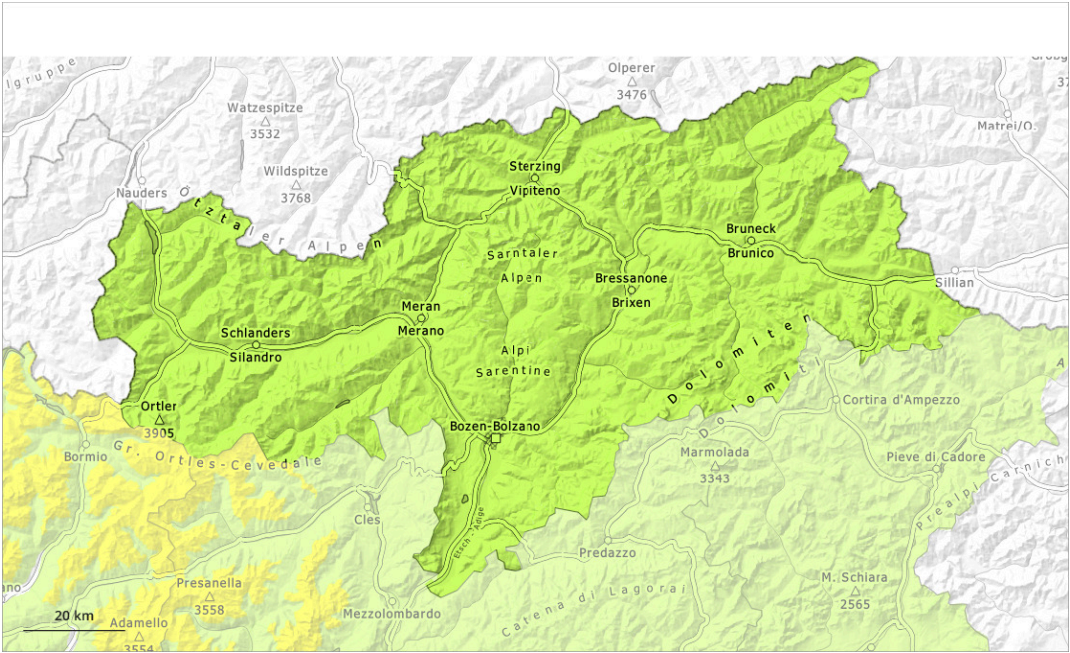 lgruppe
Olperer
3476
Watzespitze
3532
Matrei/O.
Wildspitze
3768
Nauders
Ötztaler Alpen
Sterzing
Vipiteno
Bruneck
Brunico
Sarntaler
Alpen
Bressanone
Brixen
Sillian
Meran
Merano
Schlanders
Silandro
Alpi
Sarentine
Dolomiten
Dolomiti
Ortler
3905
Cortina d'Ampezzo
Bozen-Bolzano
Bormio
Gr. Ortles-Cevedale
Marmolada
3343
Pieve di Cadore
Prealpi Carnich
Cles
Etsch - Adige
Predazzo
ano
Presanella
3558
M. Schiara
2565
Mezzolombardo
Catena di Lagorai
20 km
Adamello
3554